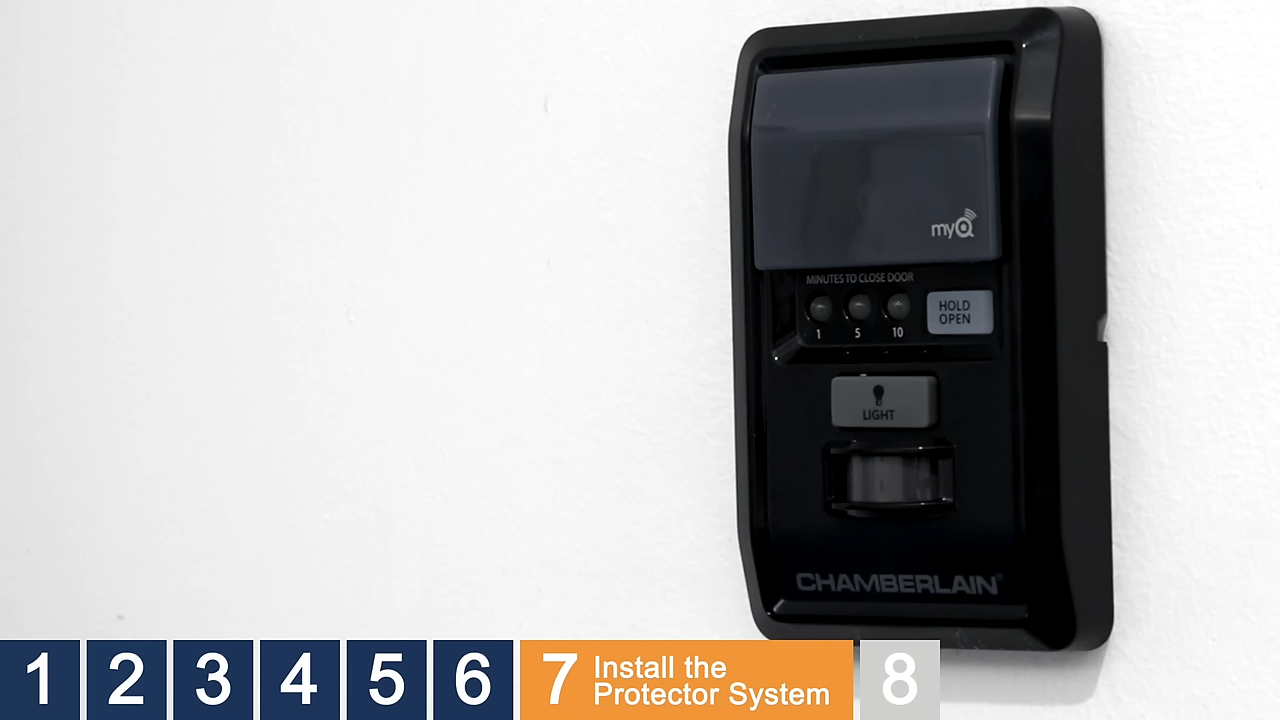 myQ
MINUTES TO CLOSE DOOR
1 5 10
HOLD
OPEN
LIGHT
CHAMBERLAIN®
1 2 3 4 5 6 7 Install the
Protector System
8